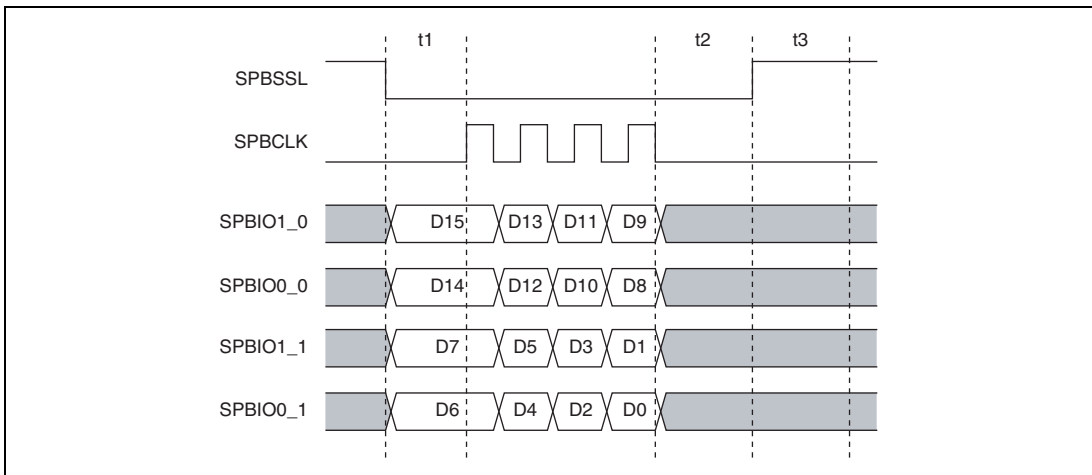 t1 t2 t3
SPBSSL
SPBCLK
SPBIO1_0 D15 D13 D11 D9
SPBIO0_0 D14 D12 D10 D8
SPBIO1_1 D7 D5 D3 D1
SPBIO0_1 D6 D4 D2 D0